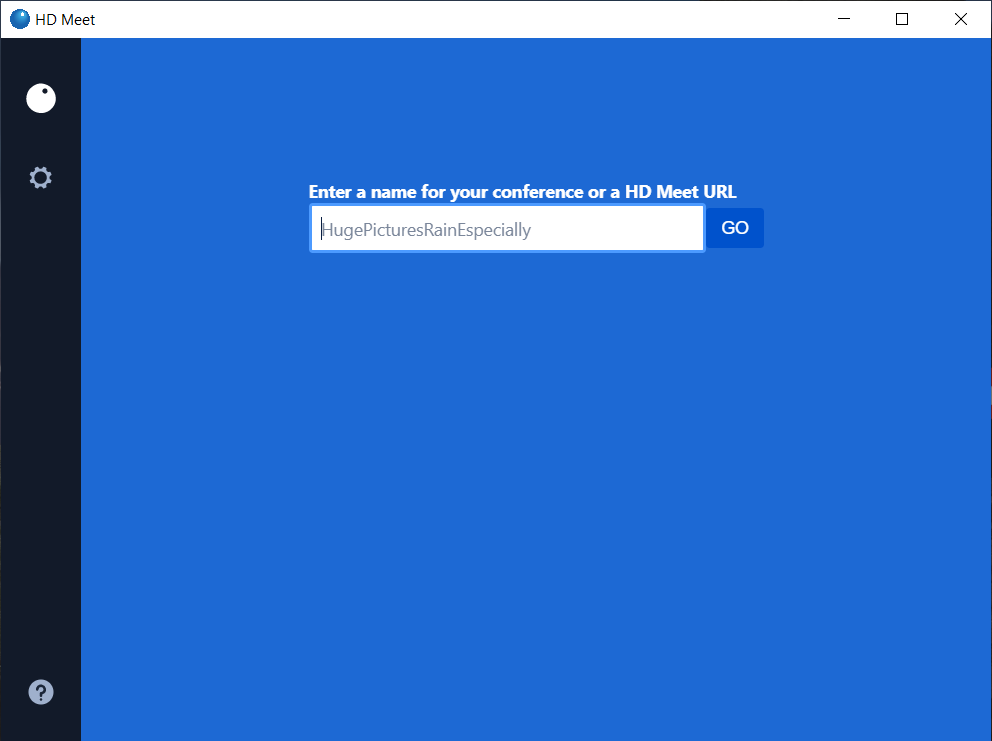 HD Meet
Enter a name for your conference or a HD Meet URL
HugePicturesRainEspecially
GO
?